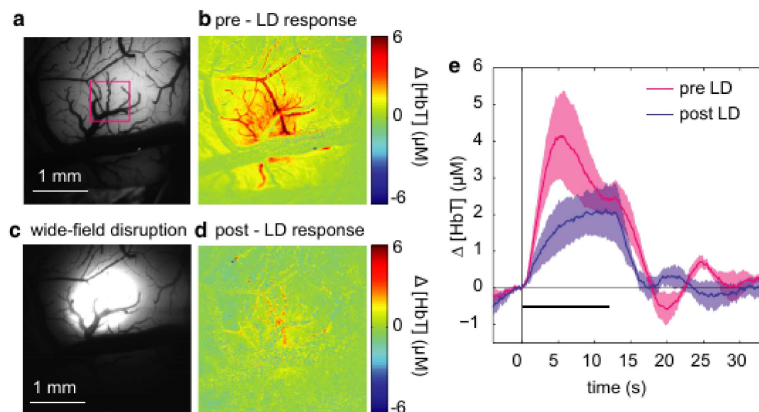 a
b pre - LD response
6
0
-6
Δ [HbT] (μM)
1 mm
c wide-field disruption
d post - LD response
6
0
-6
Δ [HbT] (μM)
1 mm
e
pre LD
post LD
6
5
4
3
2
1
0
−1
Δ [HbT] (μM)
0 5 10 15 20 25 30
time (s)